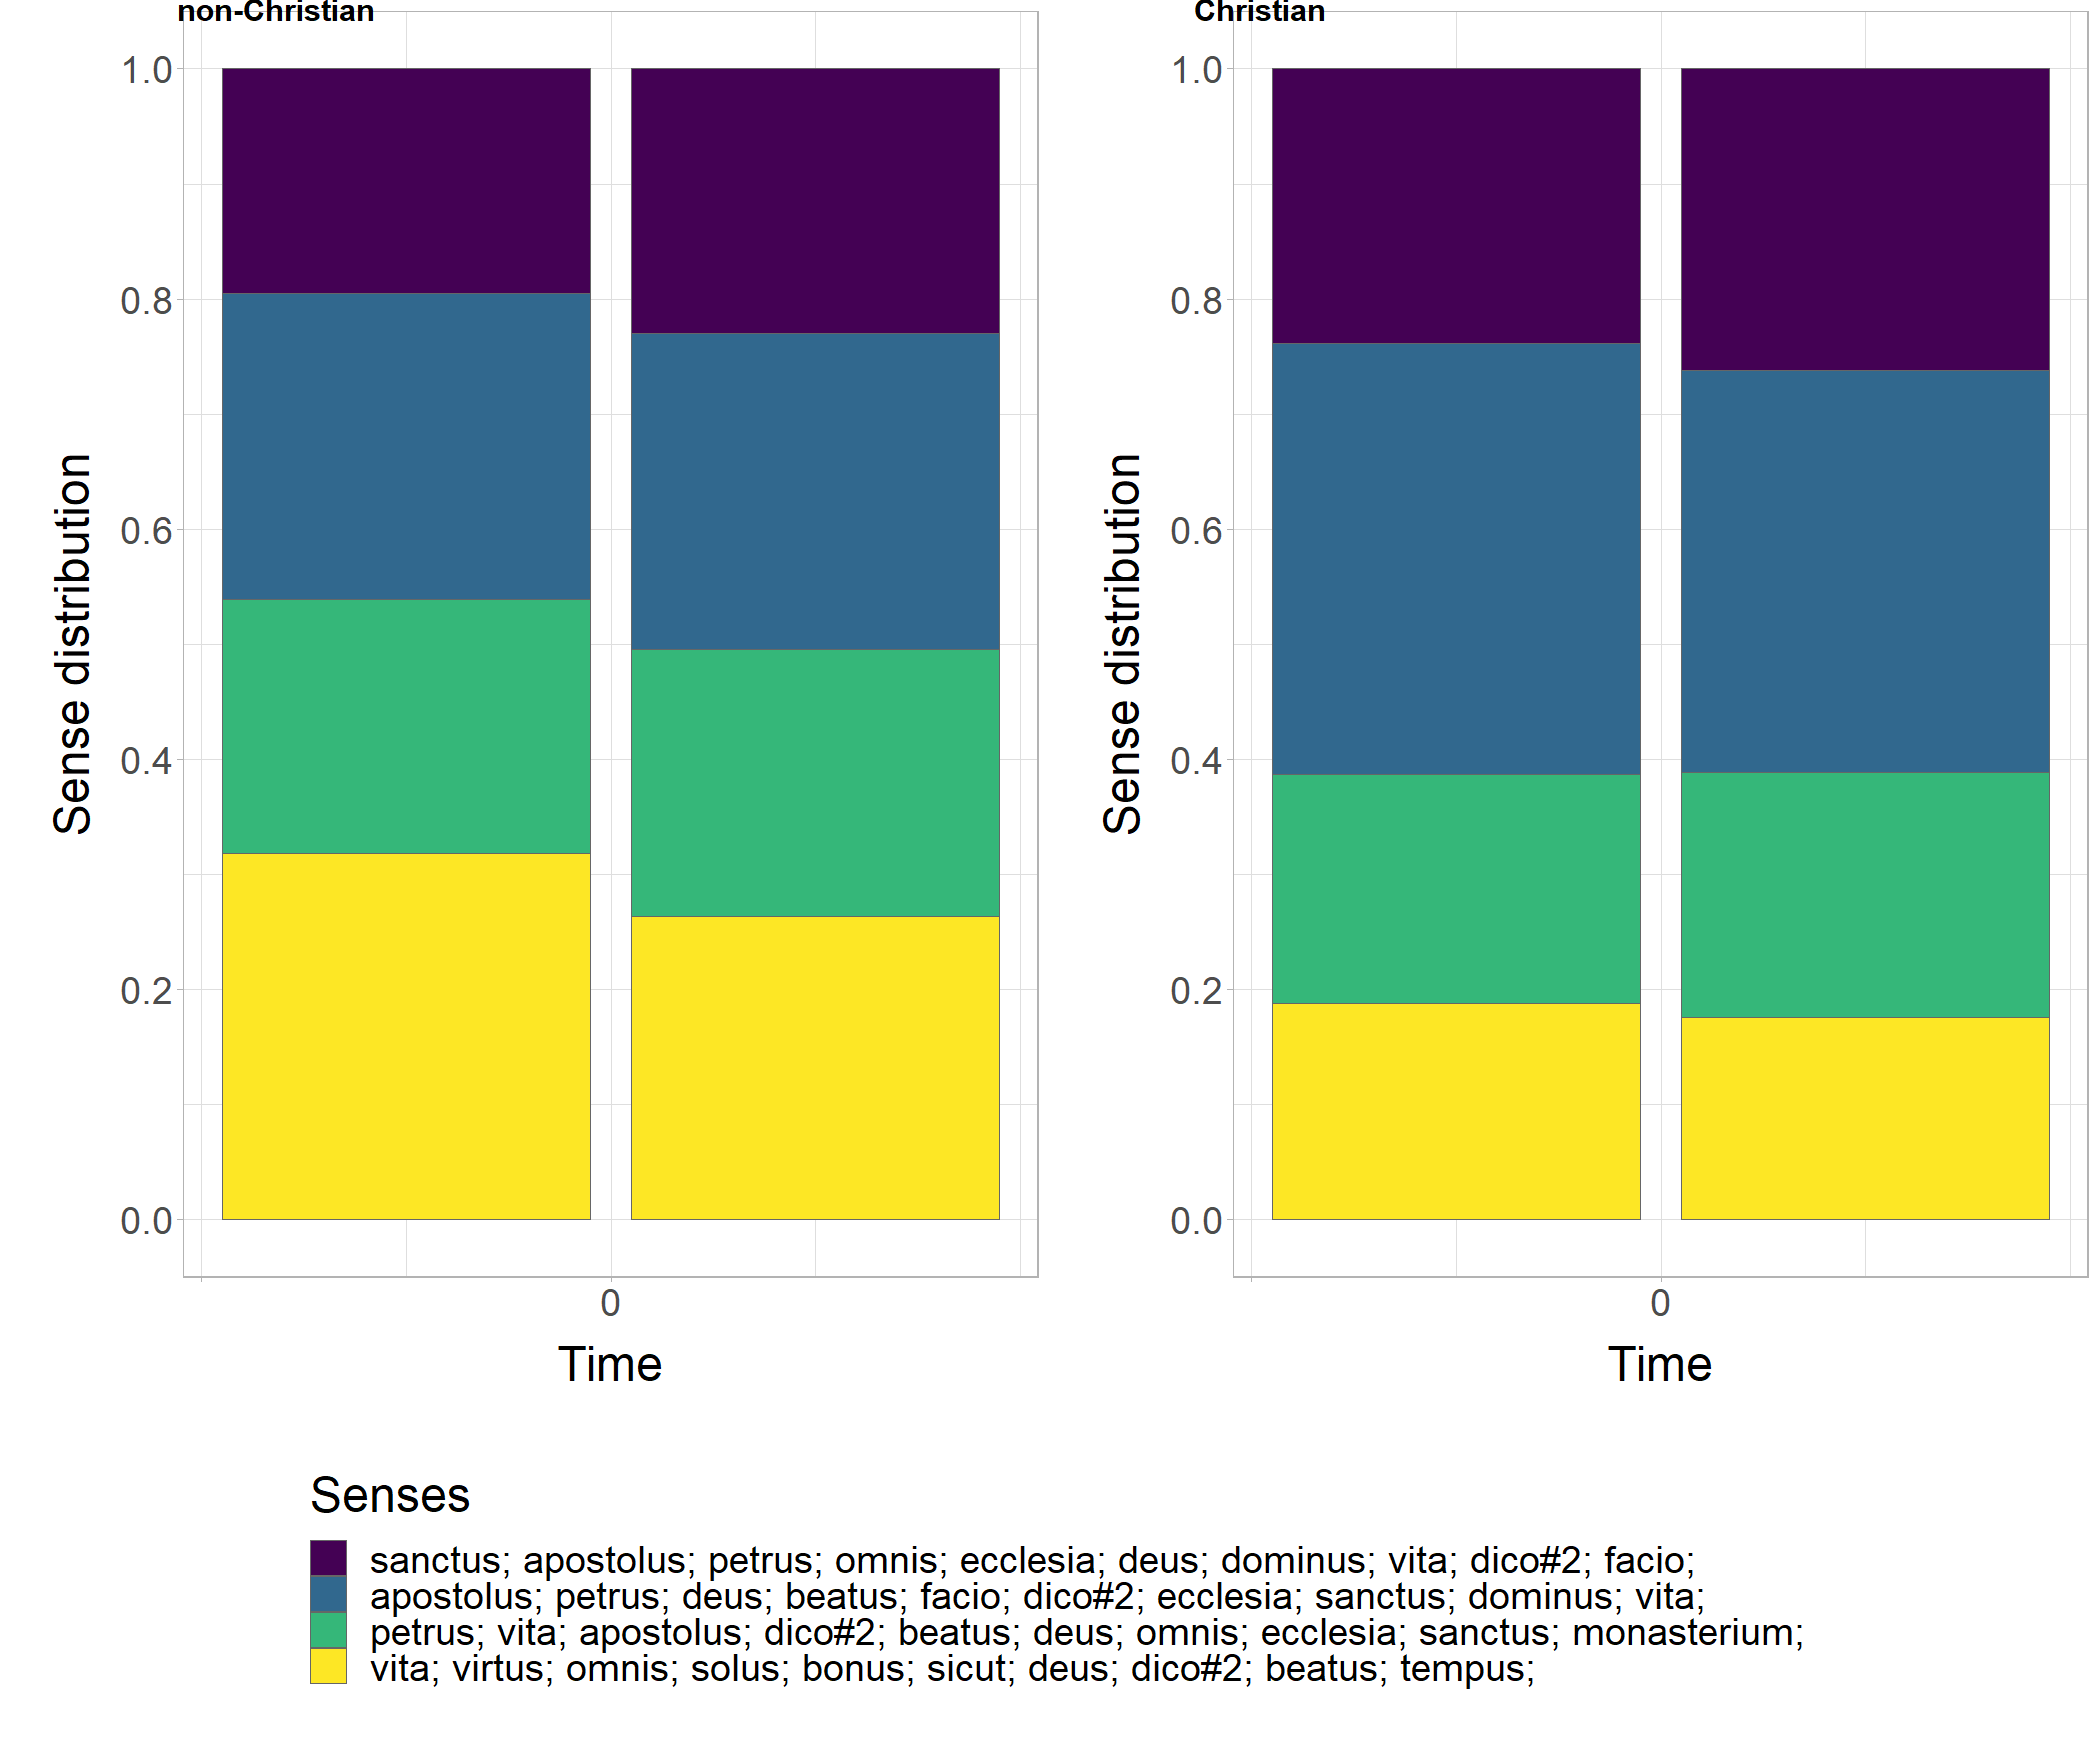 non-Christian
1.0
0.8
0.6
0.4
0.2
0.0
Sense distribution
0
Time
Christian
1.0
0.8
0.6
0.4
0.2
0.0
Sense distribution
0
Time
Senses
sanctus; apostolus; petrus; omnis; ecclesia; deus; dominus; vita; dico#2; facio;
apostolus; petrus; deus; beatus; facio; dico#2; ecclesia; sanctus; dominus; vita;
petrus; vita; apostolus; dico#2; beatus; deus; omnis; ecclesia; sanctus; monasterium;
vita; virtus; omnis; solus; bonus; sicut; deus; dico#2; beatus; tempus;